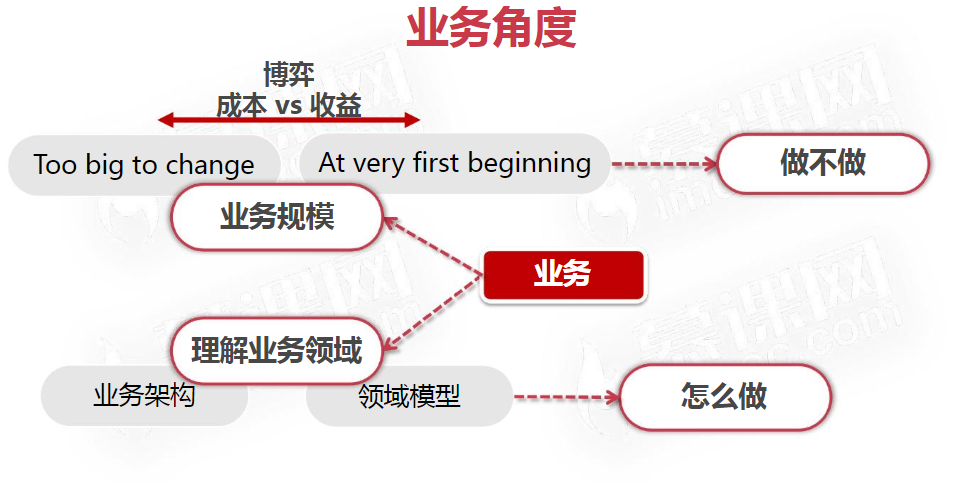 业务角度
博弈
成本 vs 收益
Too big to change
At very first beginning
做不做
业务规模
业务
理解业务领域
业务架构
领域模型
怎么做